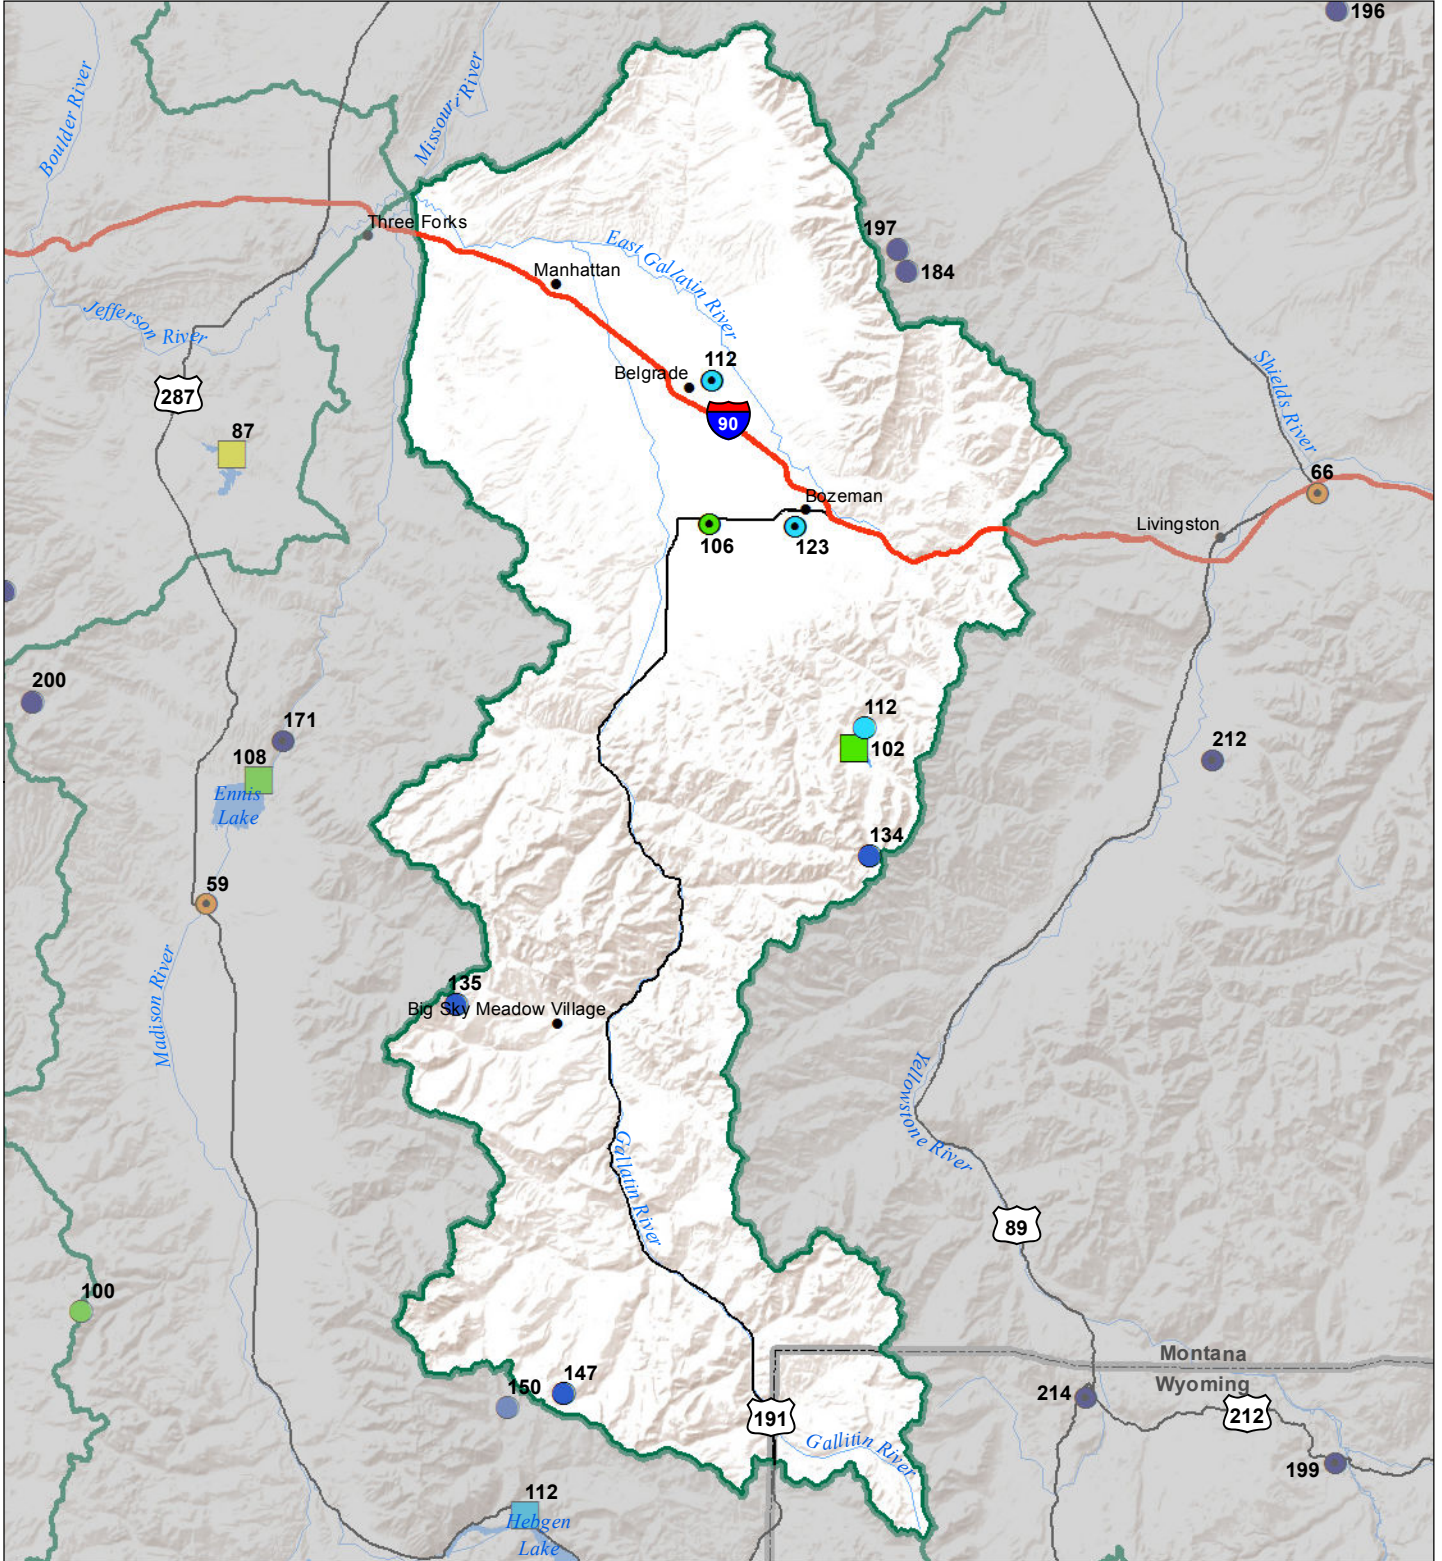 196
Boulder River
Missouri River
Three Forks
197
184
East Gallatin River
Manhattan
Jefferson River
287
Belgrade
112
90
Shields River
87
66
Bozeman
Livingston
106
123
200
171
112
102
212
108
Ennis
Lake
134
59
135
Big Sky Meadow Village
Madison River
Yellowstone River
Gallatin River
89
100
Montana
Wyoming
150
147
214
212
191
Gallitin River
199
112
Hebgen
Lake